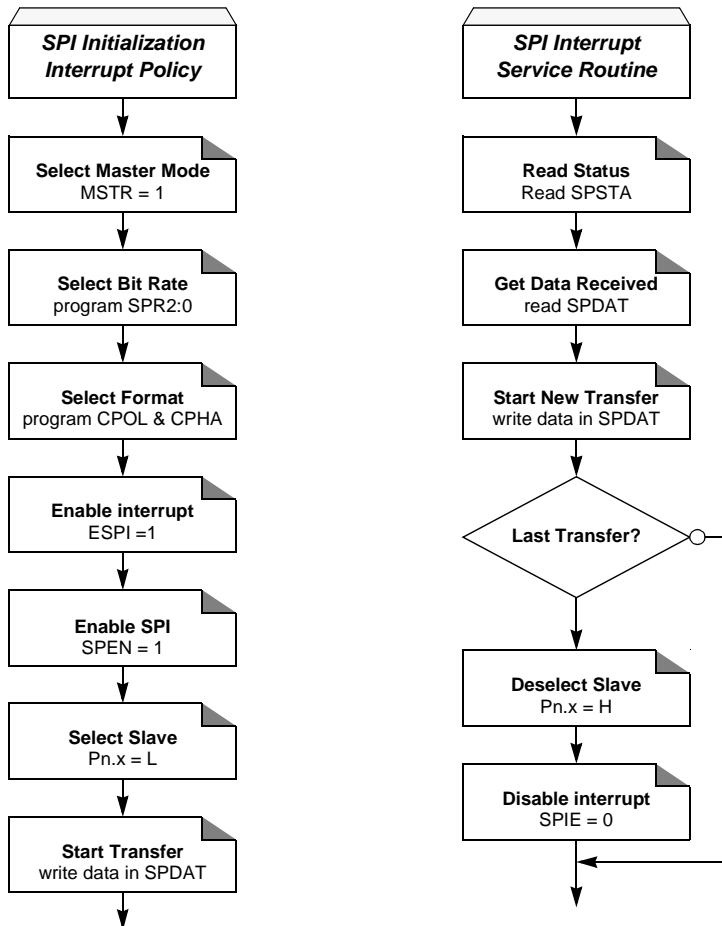 SPI Initialization
Interrupt Policy
Select Master Mode
MSTR = 1
Select Bit Rate
program SPR2:0
Select Format
program CPOL & CPHA
Enable interrupt
ESPI =1
Enable SPI
SPEN = 1
Select Slave
Pn.x = L
Start Transfer
write data in SPDAT
SPI Interrupt
Service Routine
Read Status
Read SPSTA
Get Data Received
read SPDAT
Start New Transfer
write data in SPDAT
Last Transfer?
Deselect Slave
Pn.x = H
Disable interrupt
SPIE = 0